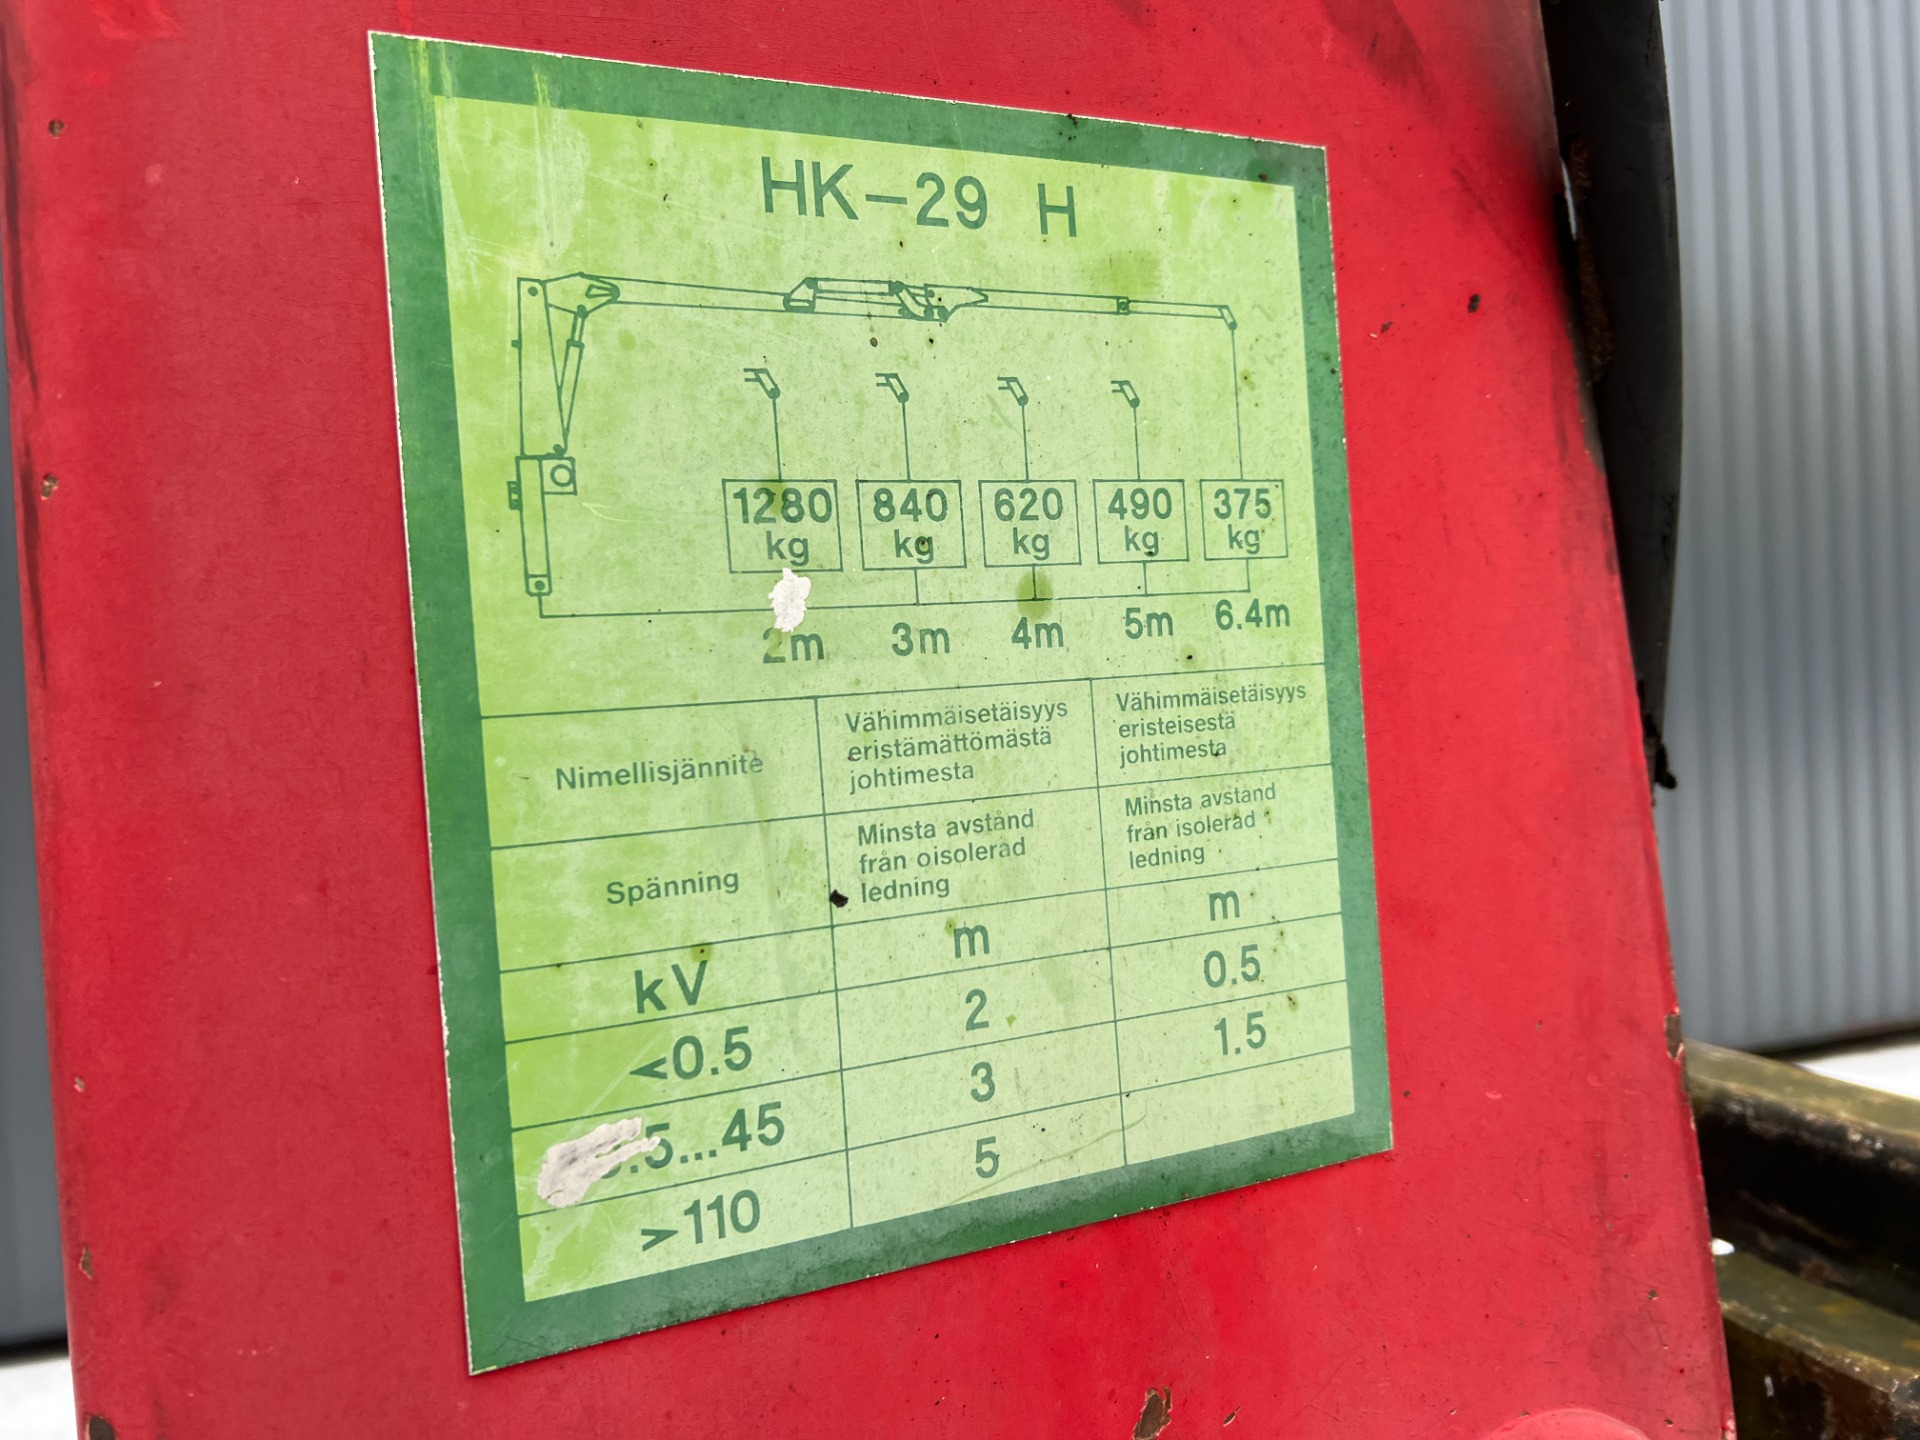 HK-29 H
1280 840 620 490 375
kg kg kg kg kg
2m 3m 4m 5m 6.4m
Nimellisjännite
Vähimmäisetäisyys
eristämättömästä
johtimesta
Vähimmäisetäisyys
eristeisestä
johtimesta
Spänning
Minsta avstånd
från oisolerad
ledning
Minsta avstånd
från isolerad
ledning
kV m m
<0.5 2 0.5
.5...45 3 1.5
>110 5